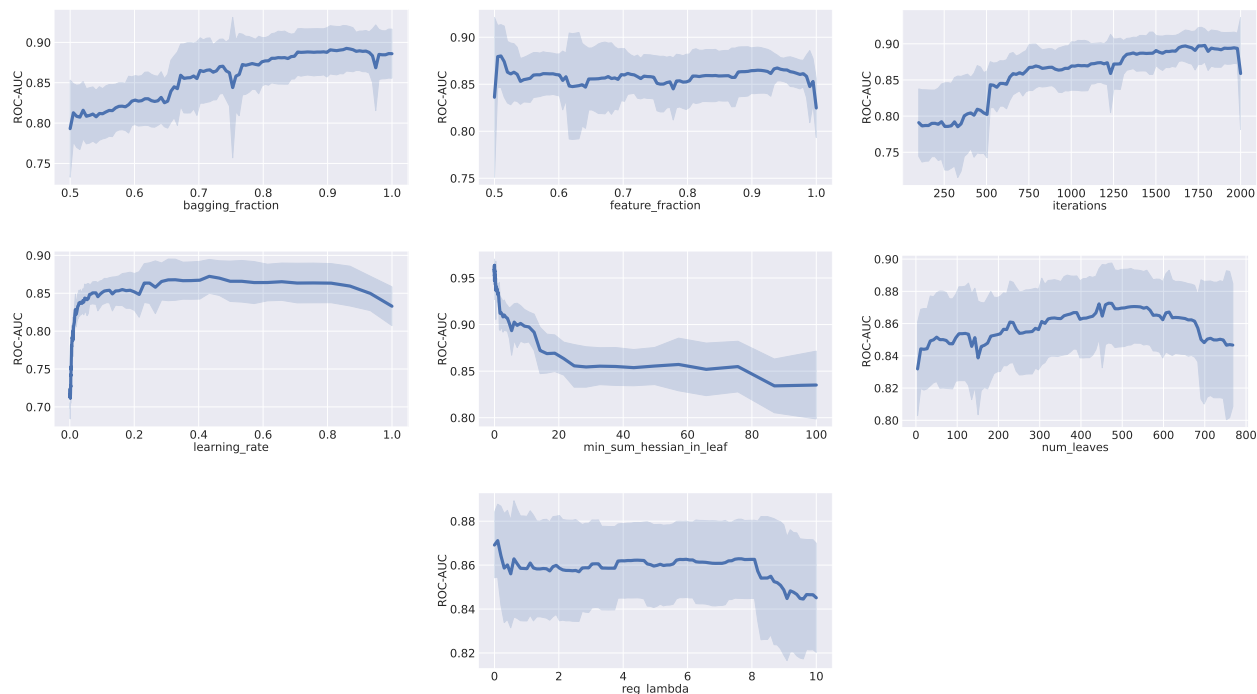 ROC-AUC
0.90
0.85
0.80
0.75
0.5 0.6 0.7 0.8 0.9 1.0
bagging_fraction
ROC-AUC
0.90
0.85
0.80
0.75
0.5 0.6 0.7 0.8 0.9 1.0
feature_fraction
ROC-AUC
0.90
0.85
0.80
0.75
250 500 750 1000 1250 1500 1750 2000
iterations
ROC-AUC
0.90
0.85
0.80
0.75
0.70
0.0 0.2 0.4 0.6 0.8 1.0
learning_rate
ROC-AUC
0.95
0.90
0.85
0.80
0 20 40 60 80 100
min_sum_hessian_in_leaf
ROC-AUC
0.90
0.88
0.86
0.84
0.82
0.80
0 100 200 300 400 500 600 700 800
num_leaves
ROC-AUC
0.88
0.86
0.84
0.82
0 2 4 6 8 10
reg_lambda